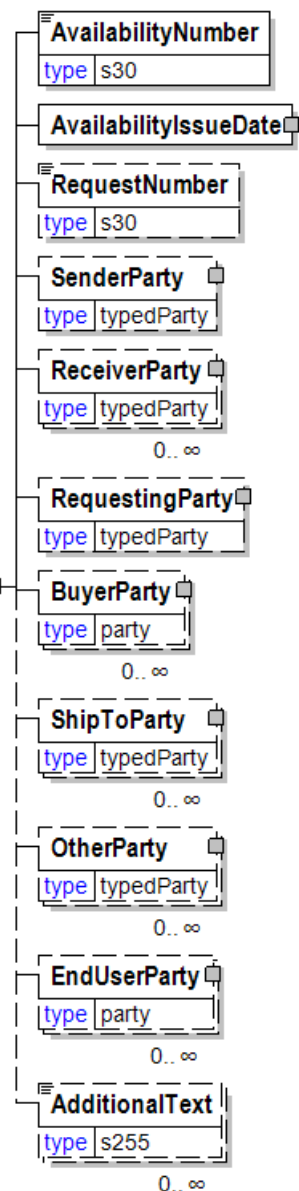 AvailabilityNumber
type s30
AvailabilityIssueDate
RequestNumber
type s30
SenderParty
type typedParty
ReceiverParty
type typedParty
0.. ∞
RequestingParty
type typedParty
BuyerParty
type party
0.. ∞
ShipToParty
type typedParty
0.. ∞
OtherParty
type typedParty
0.. ∞
EndUserParty
type party
0.. ∞
AdditionalText
type s255
0.. ∞